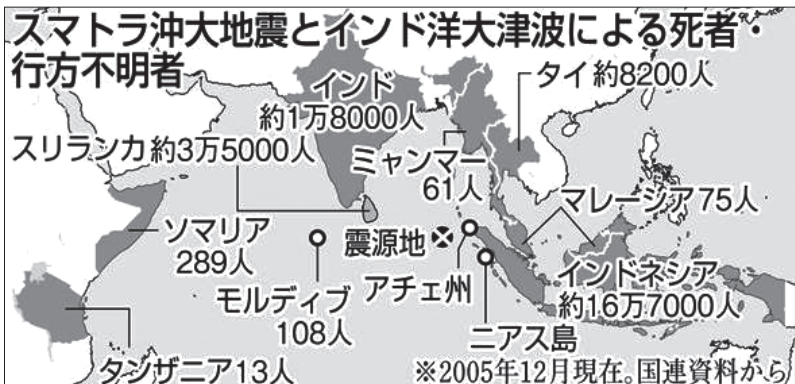 スマトラ沖大地震とインド洋大津波による死者・
行方不明者
タイ約8200人
インド
約1万8000人
スリランカ約3万5000人
ミャンマー
61人
マレーシア75人
ソマリア
289人
震源地
モルディブ
108人
アチェ州
インドネシア
約16万7000人
ニアス島
タンザニア13人
※2005年12月現在。国連資料から